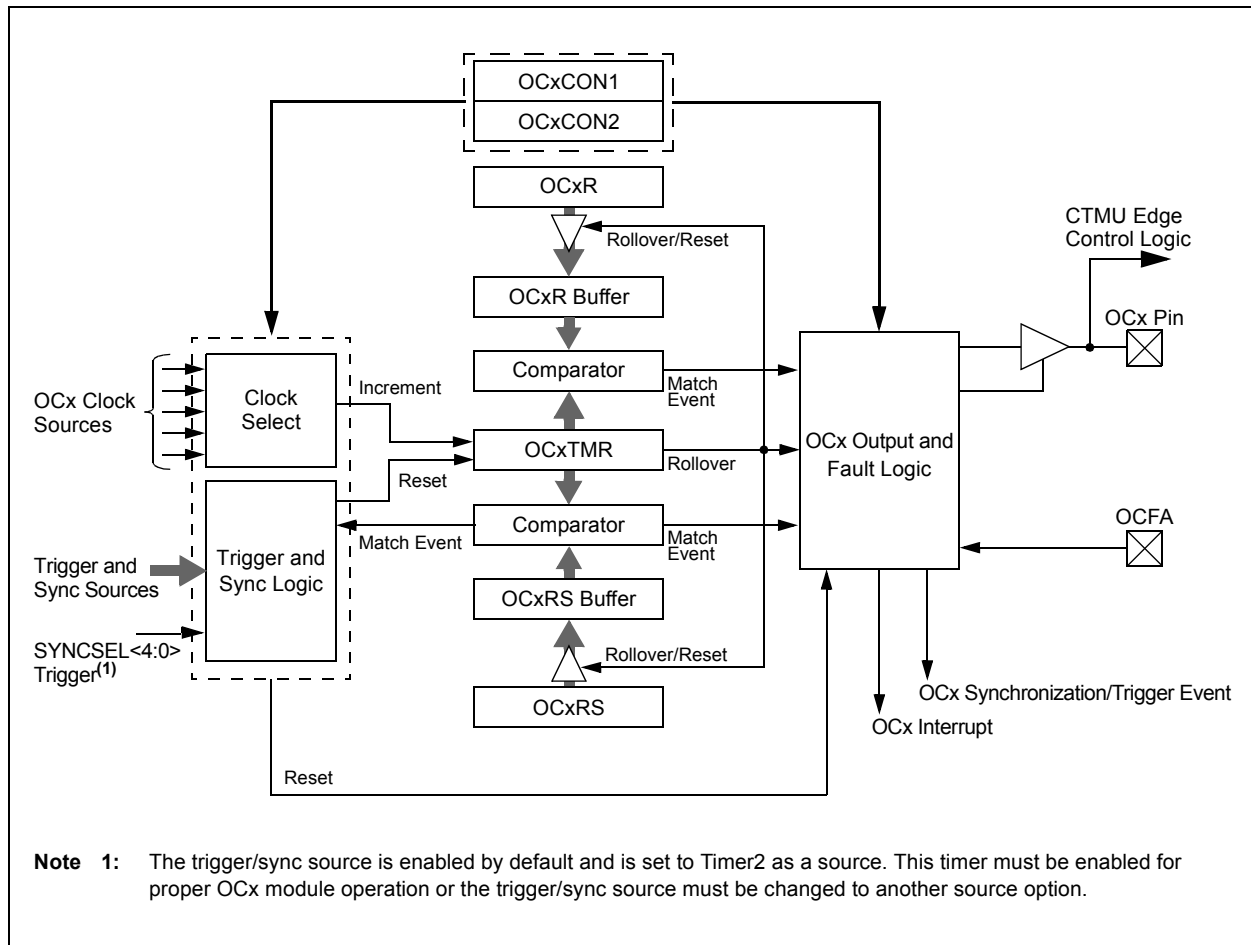 OCxCON1
OCxCON2
OCxR
Rollover/Reset
CTMU Edge
Control Logic
OCxR Buffer
OCx Pin
Comparator
Match
Event
Increment
OCx Clock
Sources
Clock
Select
OCxTMR
Rollover
OCx Output and
Fault Logic
Reset
Comparator
Match Event
Match
Event
OCFA
Trigger and
Sync Sources
Trigger and
Sync Logic
OCxRS Buffer
SYNCSEL<4:0>
Trigger(1)
Rollover/Reset
OCxRS
OCx Synchronization/Trigger Event
OCx Interrupt
Reset
Note 1: The trigger/sync source is enabled by default and is set to Timer2 as a source. This timer must be enabled for
proper OCx module operation or the trigger/sync source must be changed to another source option.